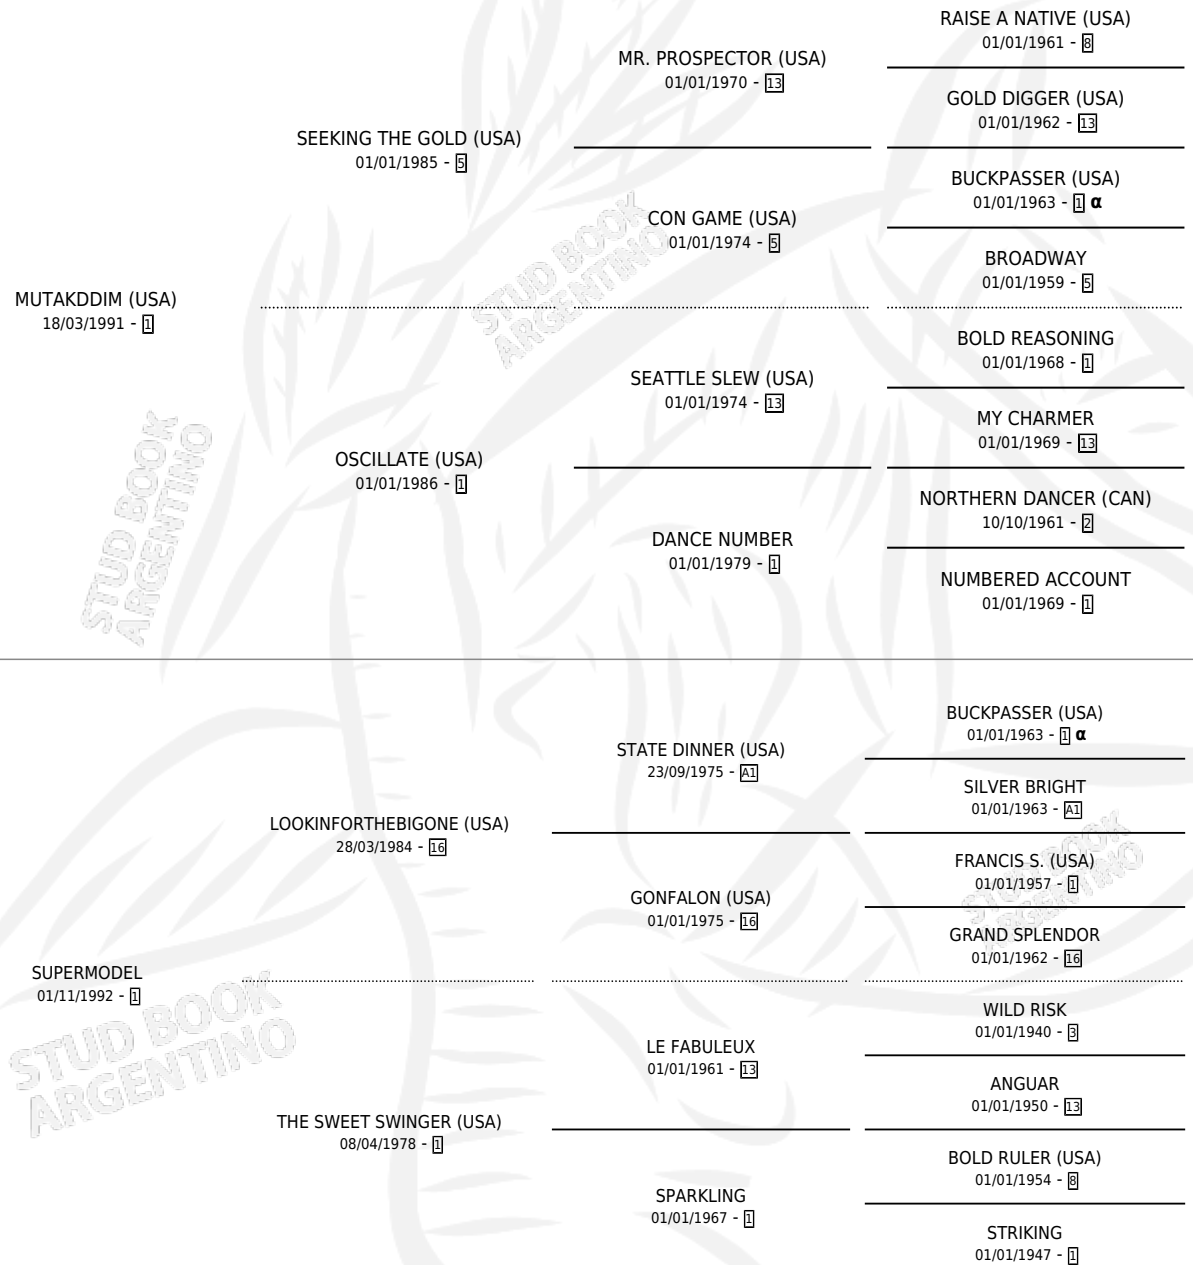 RAISE A NATIVE (USA)
01/01/1961 - 8
MR. PROSPECTOR (USA)
01/01/1970 - 13
GOLD DIGGER (USA)
01/01/1962 - 13
SEEKING THE GOLD (USA)
01/01/1985 - 5
BUCKPASSER (USA)
01/01/1963 - 1 α
CON GAME (USA)
01/01/1974 - 5
BROADWAY
01/01/1959 - 5
MUTAKDDIM (USA)
18/03/1991 - 1
BOLD REASONING
01/01/1968 - 1
SEATTLE SLEW (USA)
01/01/1974 - 13
MY CHARMER
01/01/1969 - 13
OSCILLATE (USA)
01/01/1986 - 1
NORTHERN DANCER (CAN)
10/10/1961 - 2
DANCE NUMBER
01/01/1979 - 1
NUMBERED ACCOUNT
01/01/1969 - 1
BUCKPASSER (USA)
01/01/1963 - 1 α
STATE DINNER (USA)
23/09/1975 - A1
SILVER BRIGHT
01/01/1963 - A1
LOOKINFORTHEBIGONE (USA)
28/03/1984 - 16
FRANCIS S. (USA)
01/01/1957 - 1
GONFALON (USA)
01/01/1975 - 16
GRAND SPLENDOR
01/01/1962 - 16
SUPERMODEL
01/11/1992 - 1
WILD RISK
01/01/1940 - 3
LE FABULEUX
01/01/1961 - 13
ANGUAR
01/01/1950 - 13
THE SWEET SWINGER (USA)
08/04/1978 - 1
BOLD RULER (USA)
01/01/1954 - 8
SPARKLING
01/01/1967 - 1
STRIKING
01/01/1947 - 1
STUD BOOK
ARGENTINO
STUD BOOK
ARGENTINO
STUD BOOK
ARGENTINO
STUD BOOK
ARGENTINO